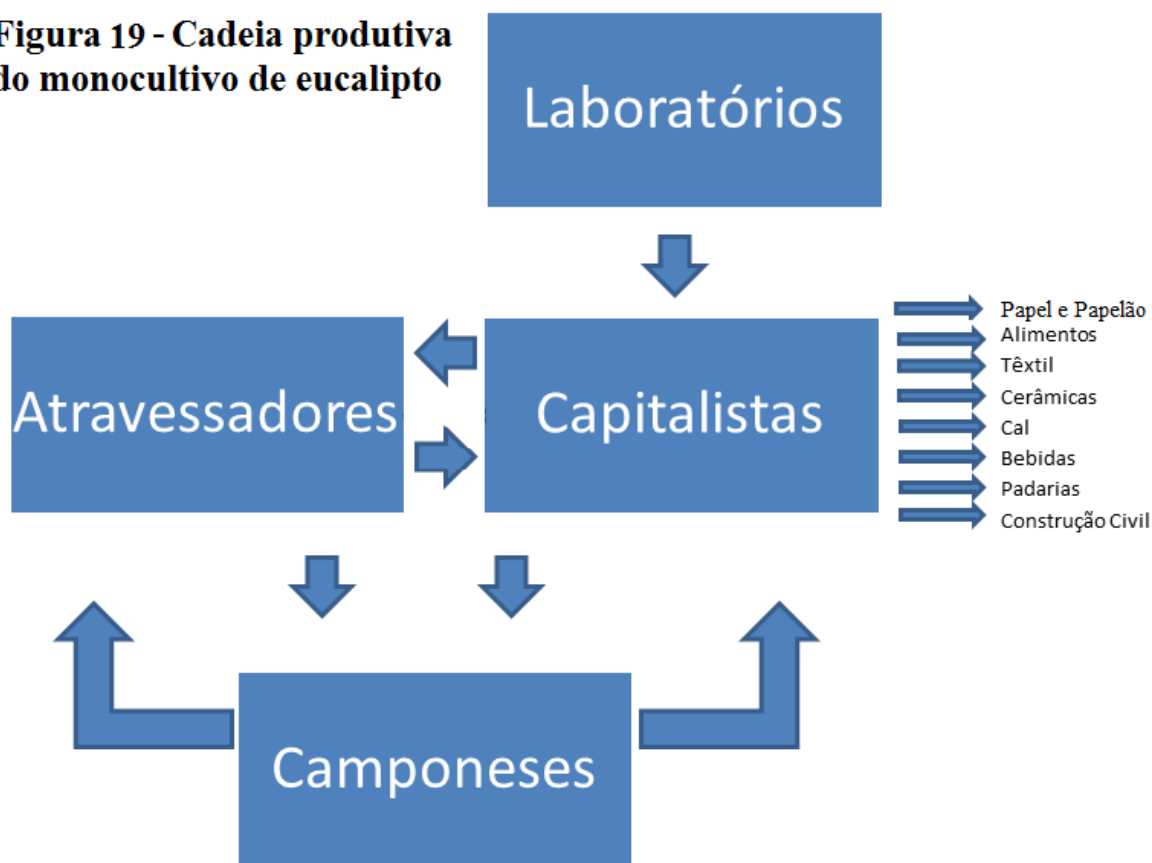 Figura 19 - Cadeia produtiva
do monocultivo de eucalipto
Laboratórios
Atravessadores
Capitalistas
Papel e Papelão
Alimentos
Têxtil
Cerâmicas
Cal
Bebidas
Padarias
Construção Civil
Camponeses